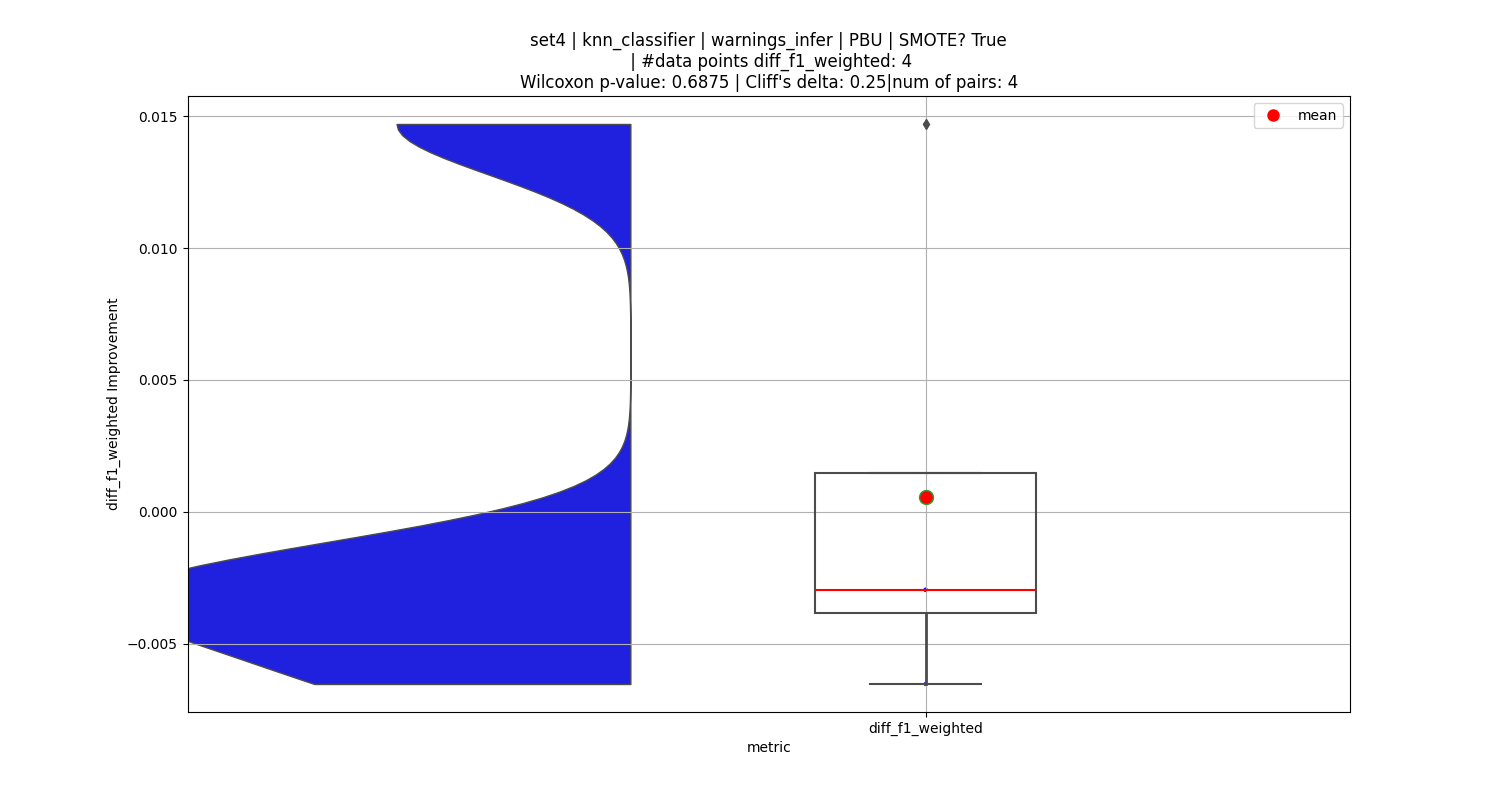 set4 | knn_classifier | warnings_infer | PBU | SMOTE? True
| #data points diff_f1_weighted: 4
Wilcoxon p-value: 0.6875 | Cliff's delta: 0.25|num of pairs: 4
mean
0.015
0.010
0.005
0.000
−0.005
diff_f1_weighted Improvement
diff_f1_weighted
metric